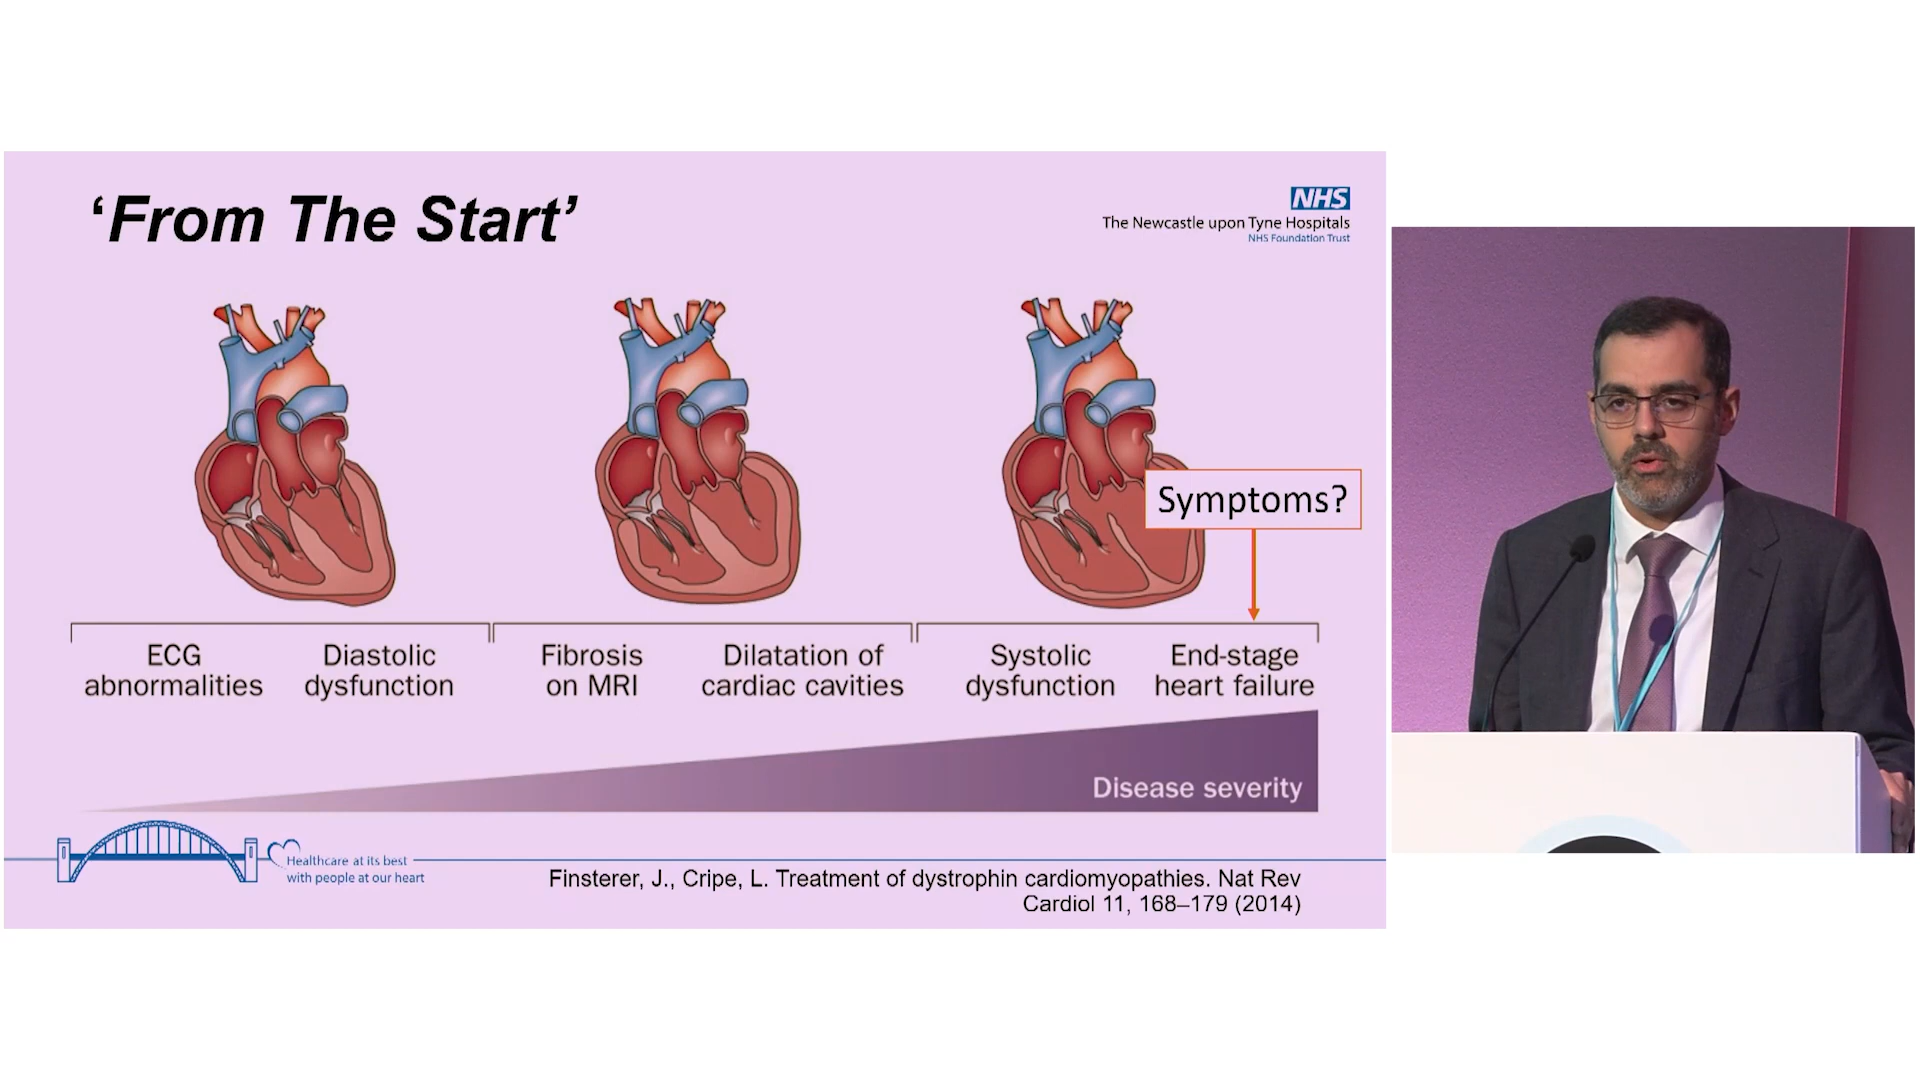 ‘From The Start’
NHS
The Newcastle upon Tyne Hospitals
NHS Foundation Trust
Symptoms?
ECG
abnormalities
Diastolic
dysfunction
Fibrosis
on MRI
Dilatation of
cardiac cavities
Systolic
dysfunction
End-stage
heart failure
Disease severity
Healthcare at its best
with people at our heart
Finsterer, J., Cripe, L. Treatment of dystrophin cardiomyopathies. Nat Rev
Cardiol 11, 168–179 (2014)